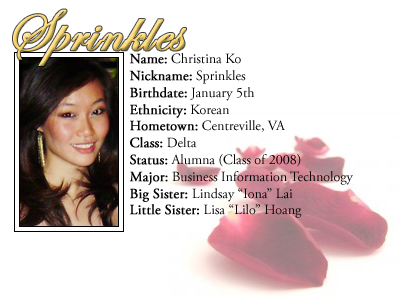 Sprinkles
Name: Christina Ko
Nickname: Sprinkles
Birthdate: January 5th
Ethnicity: Korean
Hometown: Centreville, VA
Class: Delta
Status: Alumna (Class of 2008)
Major: Business Information Technology
Big Sister: Lindsay “Iona” Lai
Little Sister: Lisa “Lilo” Hoang